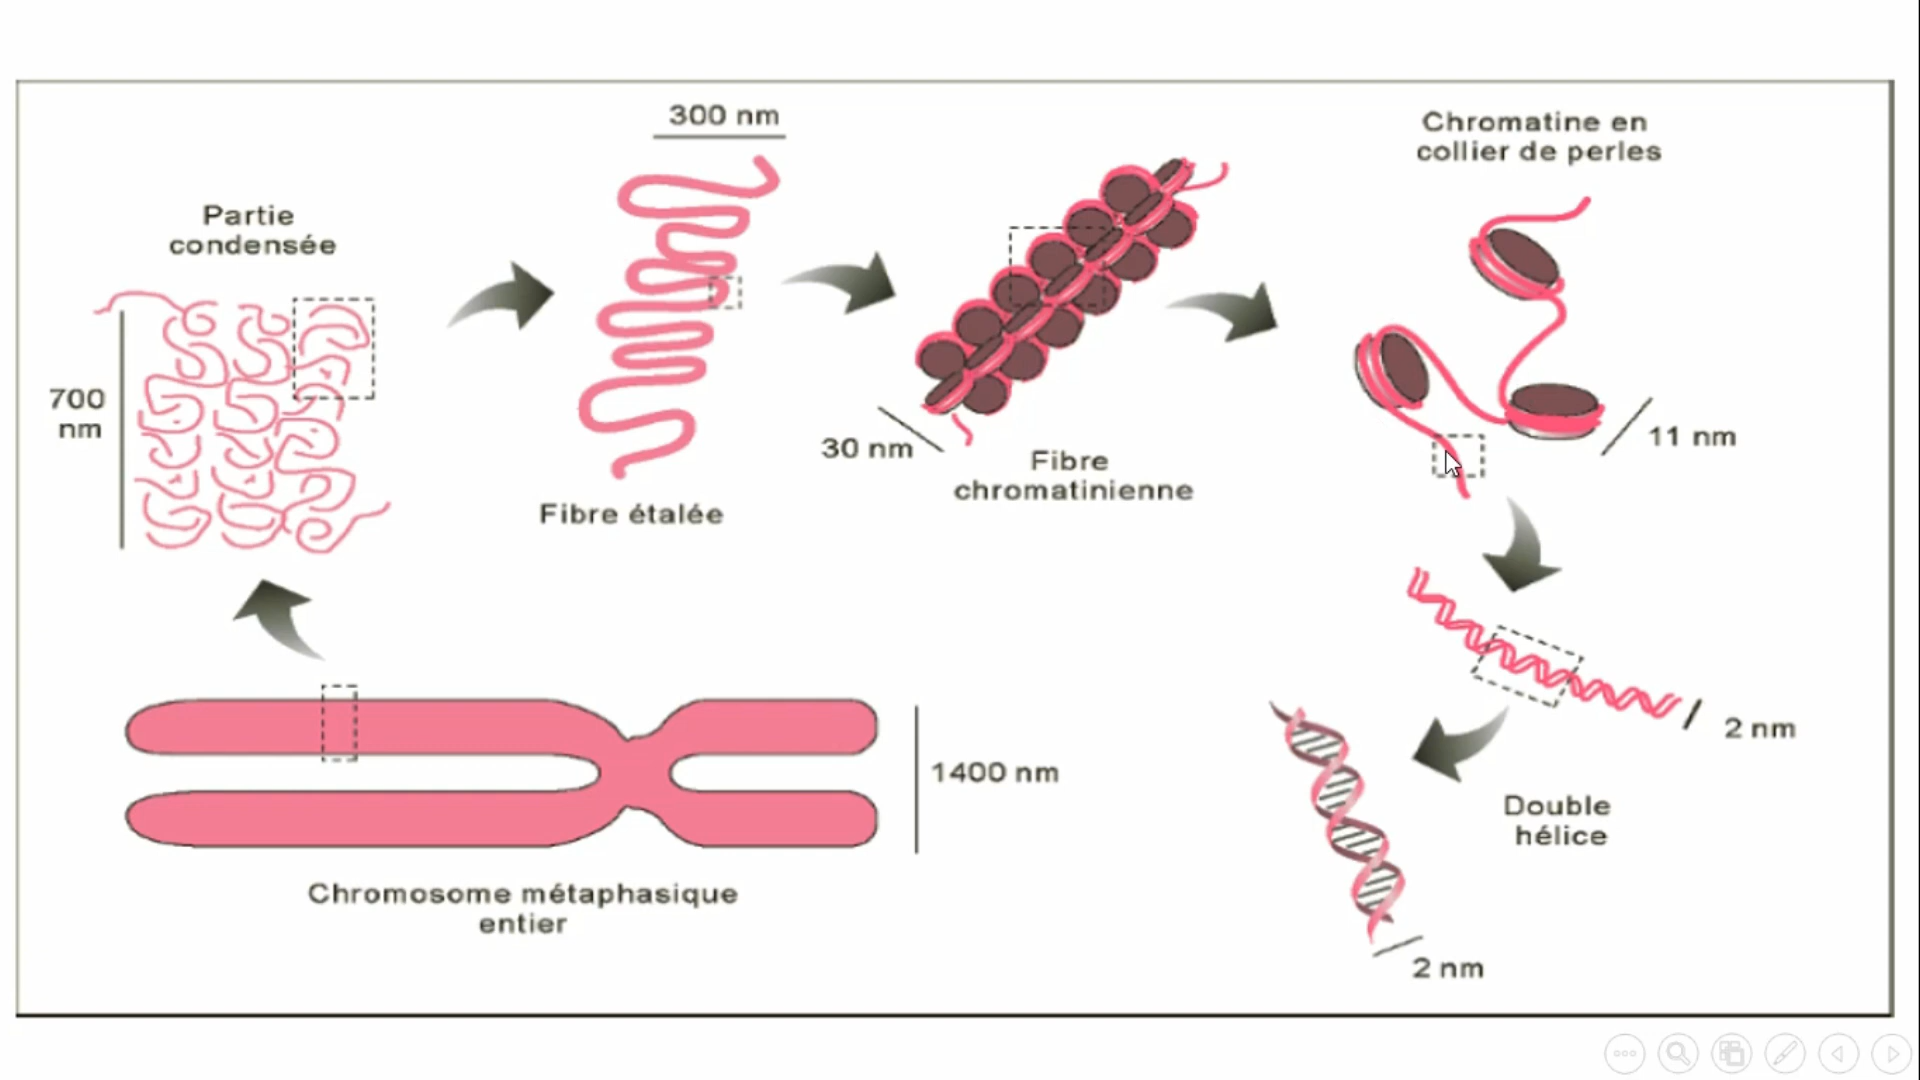 300 nm
Chromatine en
collier de perles
Partie
condensée
700
nm
Fibre étalée
30 nm
Fibre
chromatinienne
11 nm
2 nm
Double
hélice
2 nm
1400 nm
Chromosome métaphasique
entier